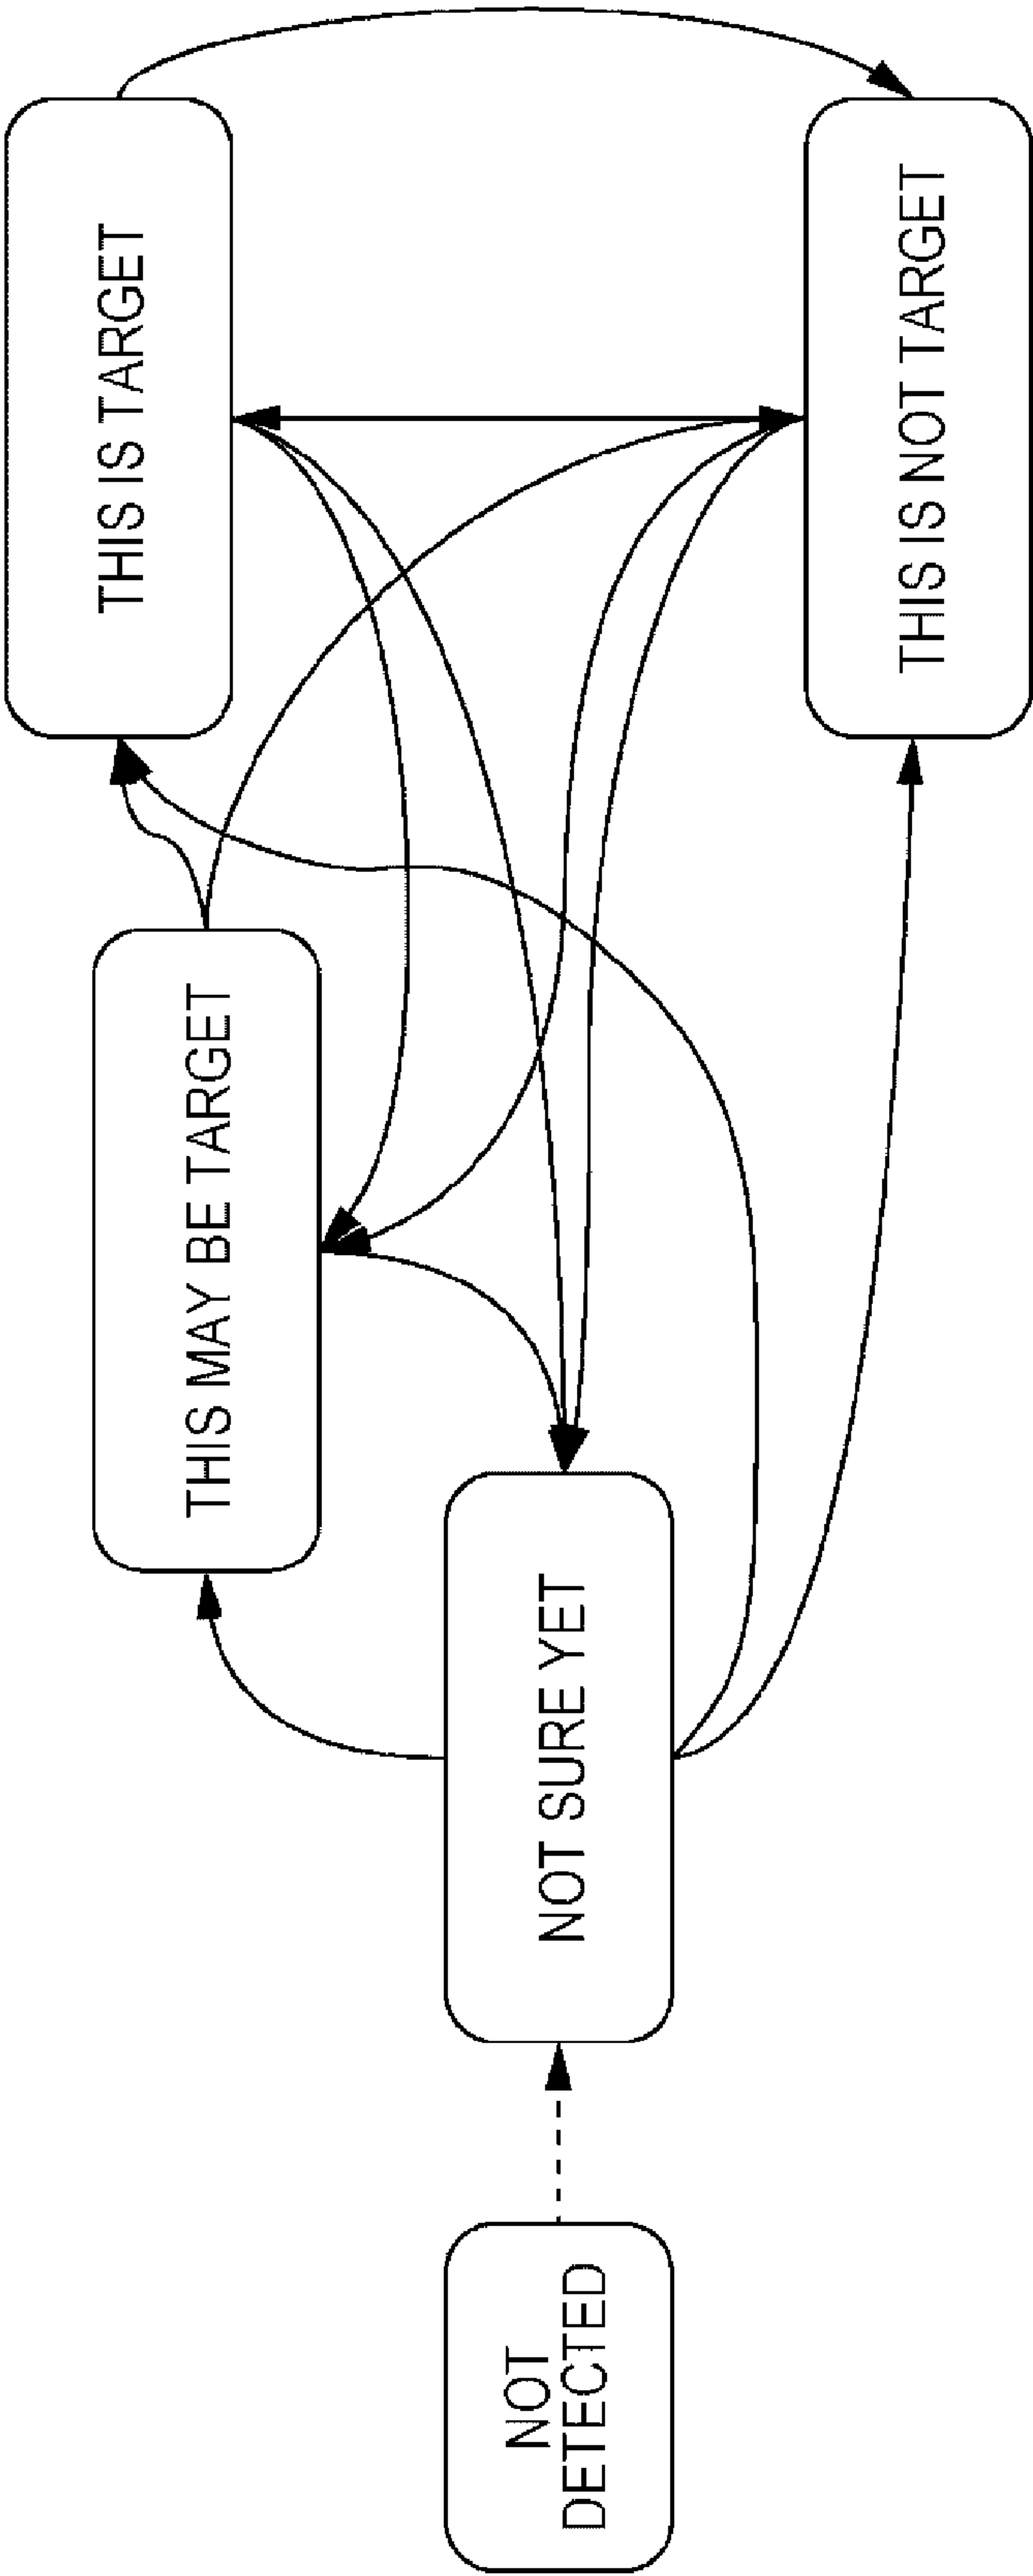 THIS IS TARGET
THIS MAY BE TARGET
THIS IS NOT TARGET
NOT SURE YET
NOT
DETECTED